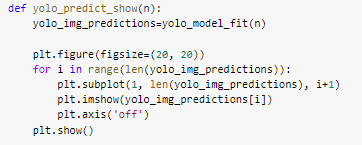 def yolo_predict_show(n):
    yolo_img_predictions=yolo_model_fit(n)

    plt.figure(figsize=(20, 20))
    for i in range(len(yolo_img_predictions)):
        plt.subplot(1, len(yolo_img_predictions), i+1)
        plt.imshow(yolo_img_predictions[i])
        plt.axis('off')
    plt.show()